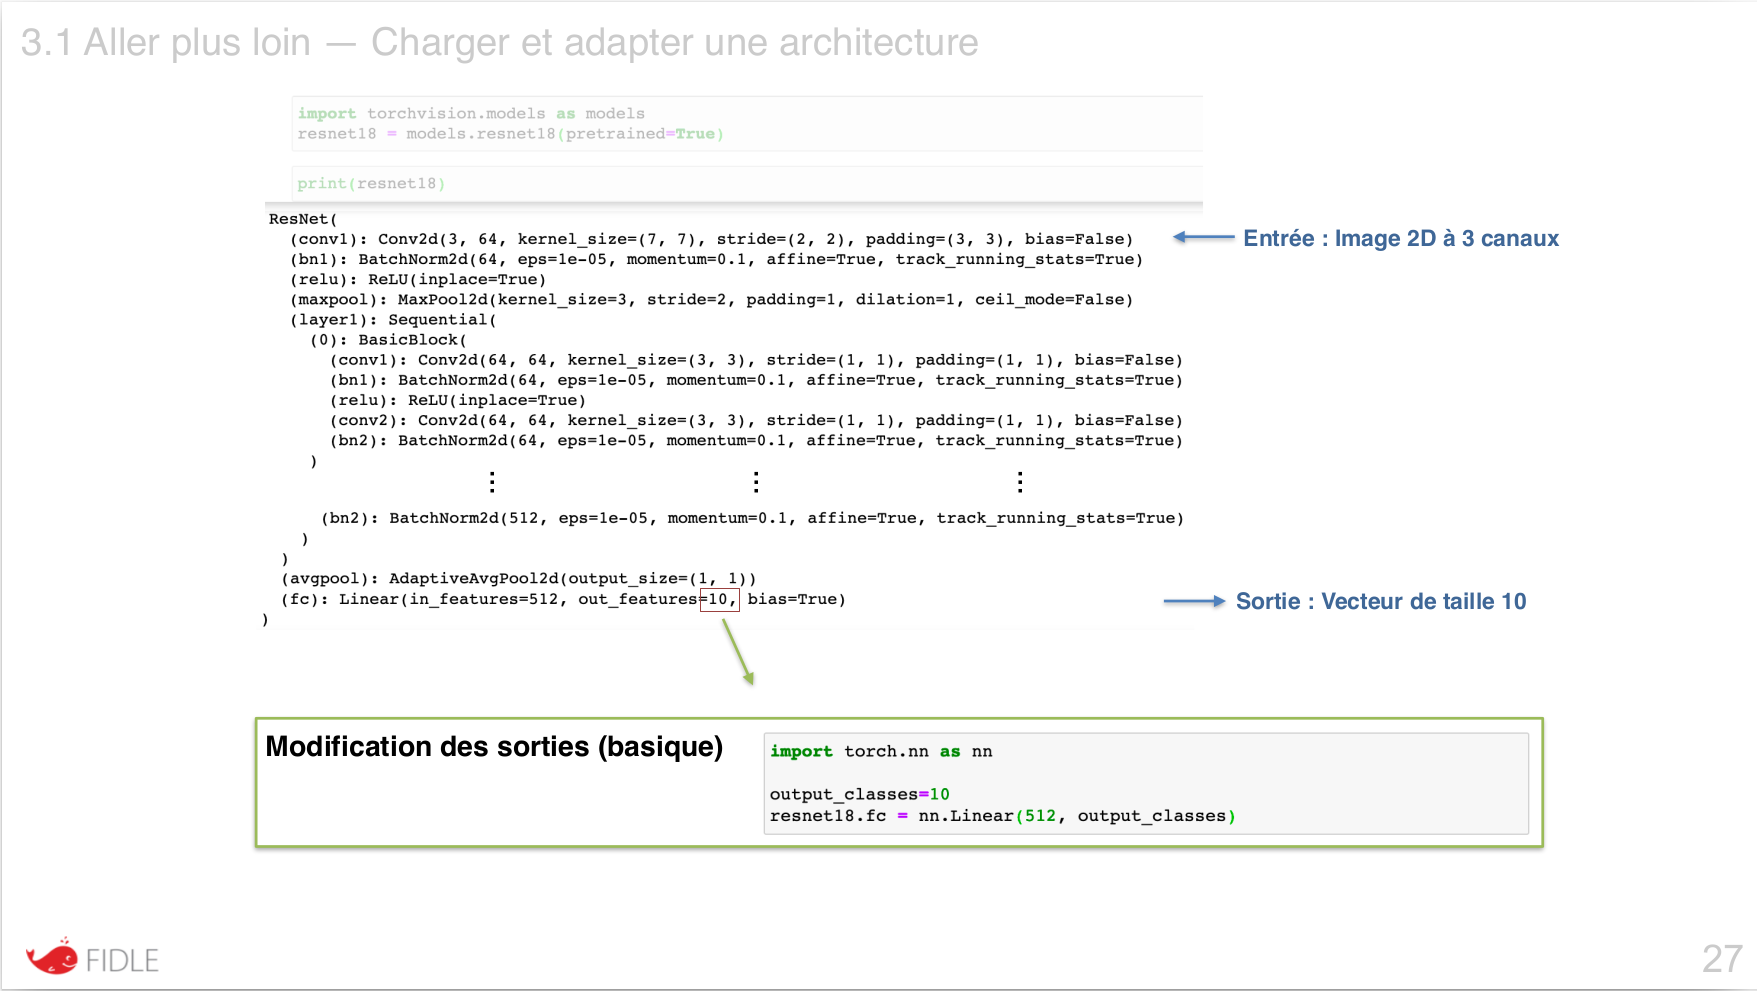 3.1 Aller plus loin — Charger et adapter une architecture
import torchvision.models as models
resnet18 = models.resnet18(pretrained=True)
print(resnet18)
ResNet(
(conv1): Conv2d(3, 64, kernel_size=(7, 7), stride=(2, 2), padding=(3, 3), bias=False)
Entrée : Image 2D à 3 canaux
(bn1): BatchNorm2d(64, eps=1e-05, momentum=0.1, affine=True, track_running_stats=True)
(relu): ReLU(inplace=True)
(maxpool): MaxPool2d(kernel_size=3, stride=2, padding=1, dilation=1, ceil_mode=False)
(layer1): Sequential(
(0): BasicBlock(
(conv1): Conv2d(64, 64, kernel_size=(3, 3), stride=(1, 1), padding=(1, 1), bias=False)
(bn1): BatchNorm2d(64, eps=1e-05, momentum=0.1, affine=True, track_running_stats=True)
(relu): ReLU(inplace=True)
(conv2): Conv2d(64, 64, kernel_size=(3, 3), stride=(1, 1), padding=(1, 1), bias=False)
(bn2): BatchNorm2d(64, eps=1e-05, momentum=0.1, affine=True, track_running_stats=True)
)
⋮ ⋮ ⋮
(bn2): BatchNorm2d(512, eps=1e-05, momentum=0.1, affine=True, track_running_stats=True)
)
)
(avgpool): AdaptiveAvgPool2d(output_size=(1, 1))
(fc): Linear(in_features=512, out_features=10, bias=True)
Sortie : Vecteur de taille 10
)
Modification des sorties (basique)
import torch.nn as nn
output_classes=10
resnet18.fc = nn.Linear(512, output_classes)
FIDLE
27